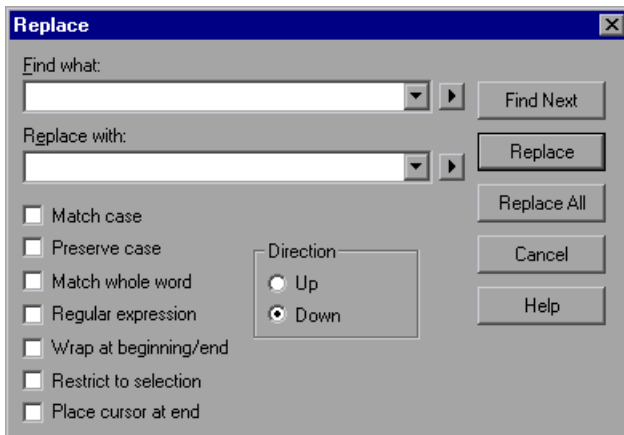 Replace
Find what:
Find Next
Replace with:
Replace
Replace All
Match case
Preserve case
Direction
Cancel
Match whole word
Up
Regular expression
Down
Help
Wrap at beginning/end
Restrict to selection
Place cursor at end